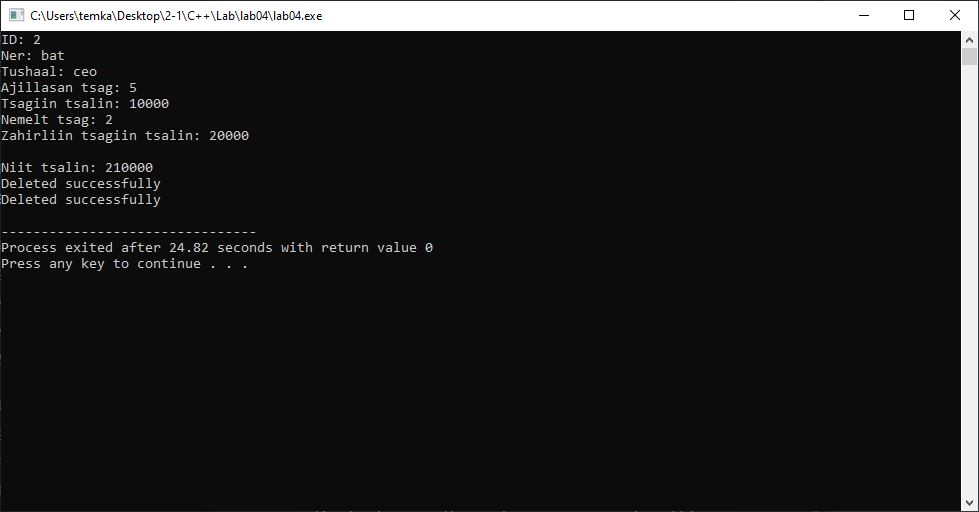 C:\Users\temka\Desktop\2-1\C++\Lab\lab04\lab04.exe
ID: 2
Ner: bat
Tushaal: ceo
Ajillasan tsag: 5
Tsagiin tsalin: 10000
Nemelt tsag: 2
Zahirliin tsagiin tsalin: 20000
Niit tsalin: 210000
Deleted successfully
Deleted successfully
--------------------------------
Process exited after 24.82 seconds with return value 0
Press any key to continue . . .